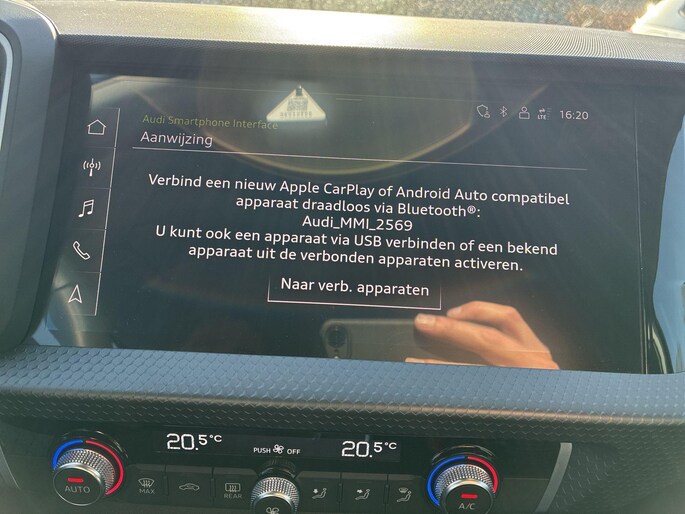 Audi Smartphone Interface
LTE 16:20
Aanwijzing
Verbind een nieuw Apple CarPlay of Android Auto compatibel
apparaat draadloos via Bluetooth®:
Audi_MMI_2569
U kunt ook een apparaat via USB verbinden of een bekend
apparaat uit de verbonden apparaten activeren.
Naar verb. apparaten
20.5°C PUSH OFF 20.5°C
AUTO MAX REAR A/C